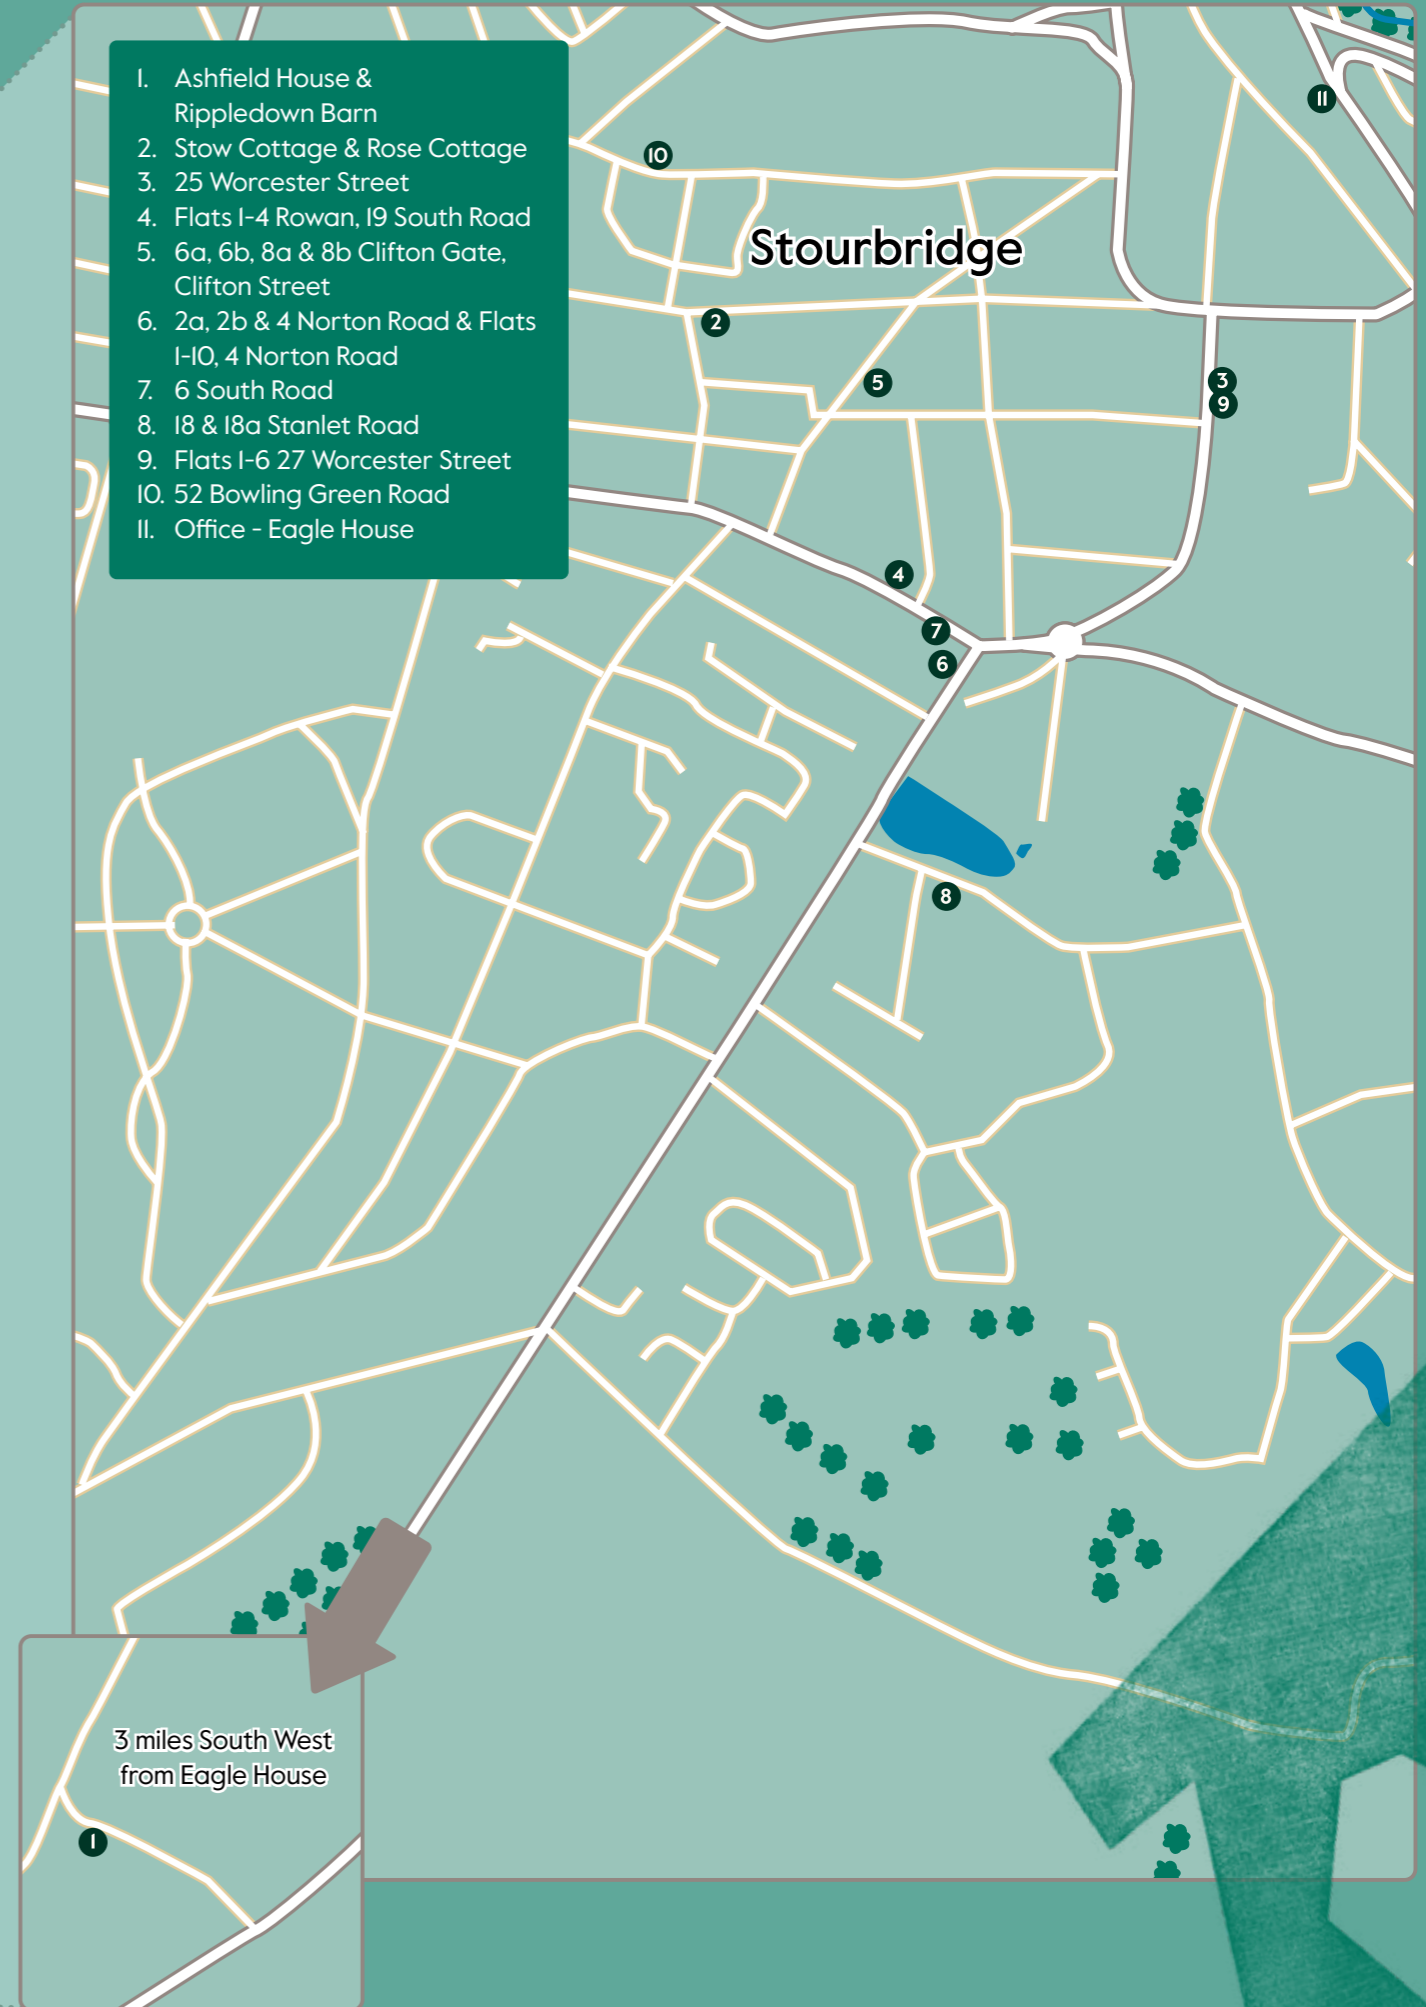 1. Ashfield House &
Rippledown Barn
2. Stow Cottage & Rose Cottage
3. 25 Worcester Street
4. Flats 1-4 Rowan, 19 South Road
5. 6a, 6b, 8a & 8b Clifton Gate,
Clifton Street
6. 2a, 2b & 4 Norton Road & Flats
1-10, 4 Norton Road
7. 6 South Road
8. 18 & 18a Stanlet Road
9. Flats 1-6 27 Worcester Street
10. 52 Bowling Green Road
11. Office - Eagle House
11
10
Stourbridge
2
5
3
9
4
7
6
8
3 miles South West
from Eagle House
1